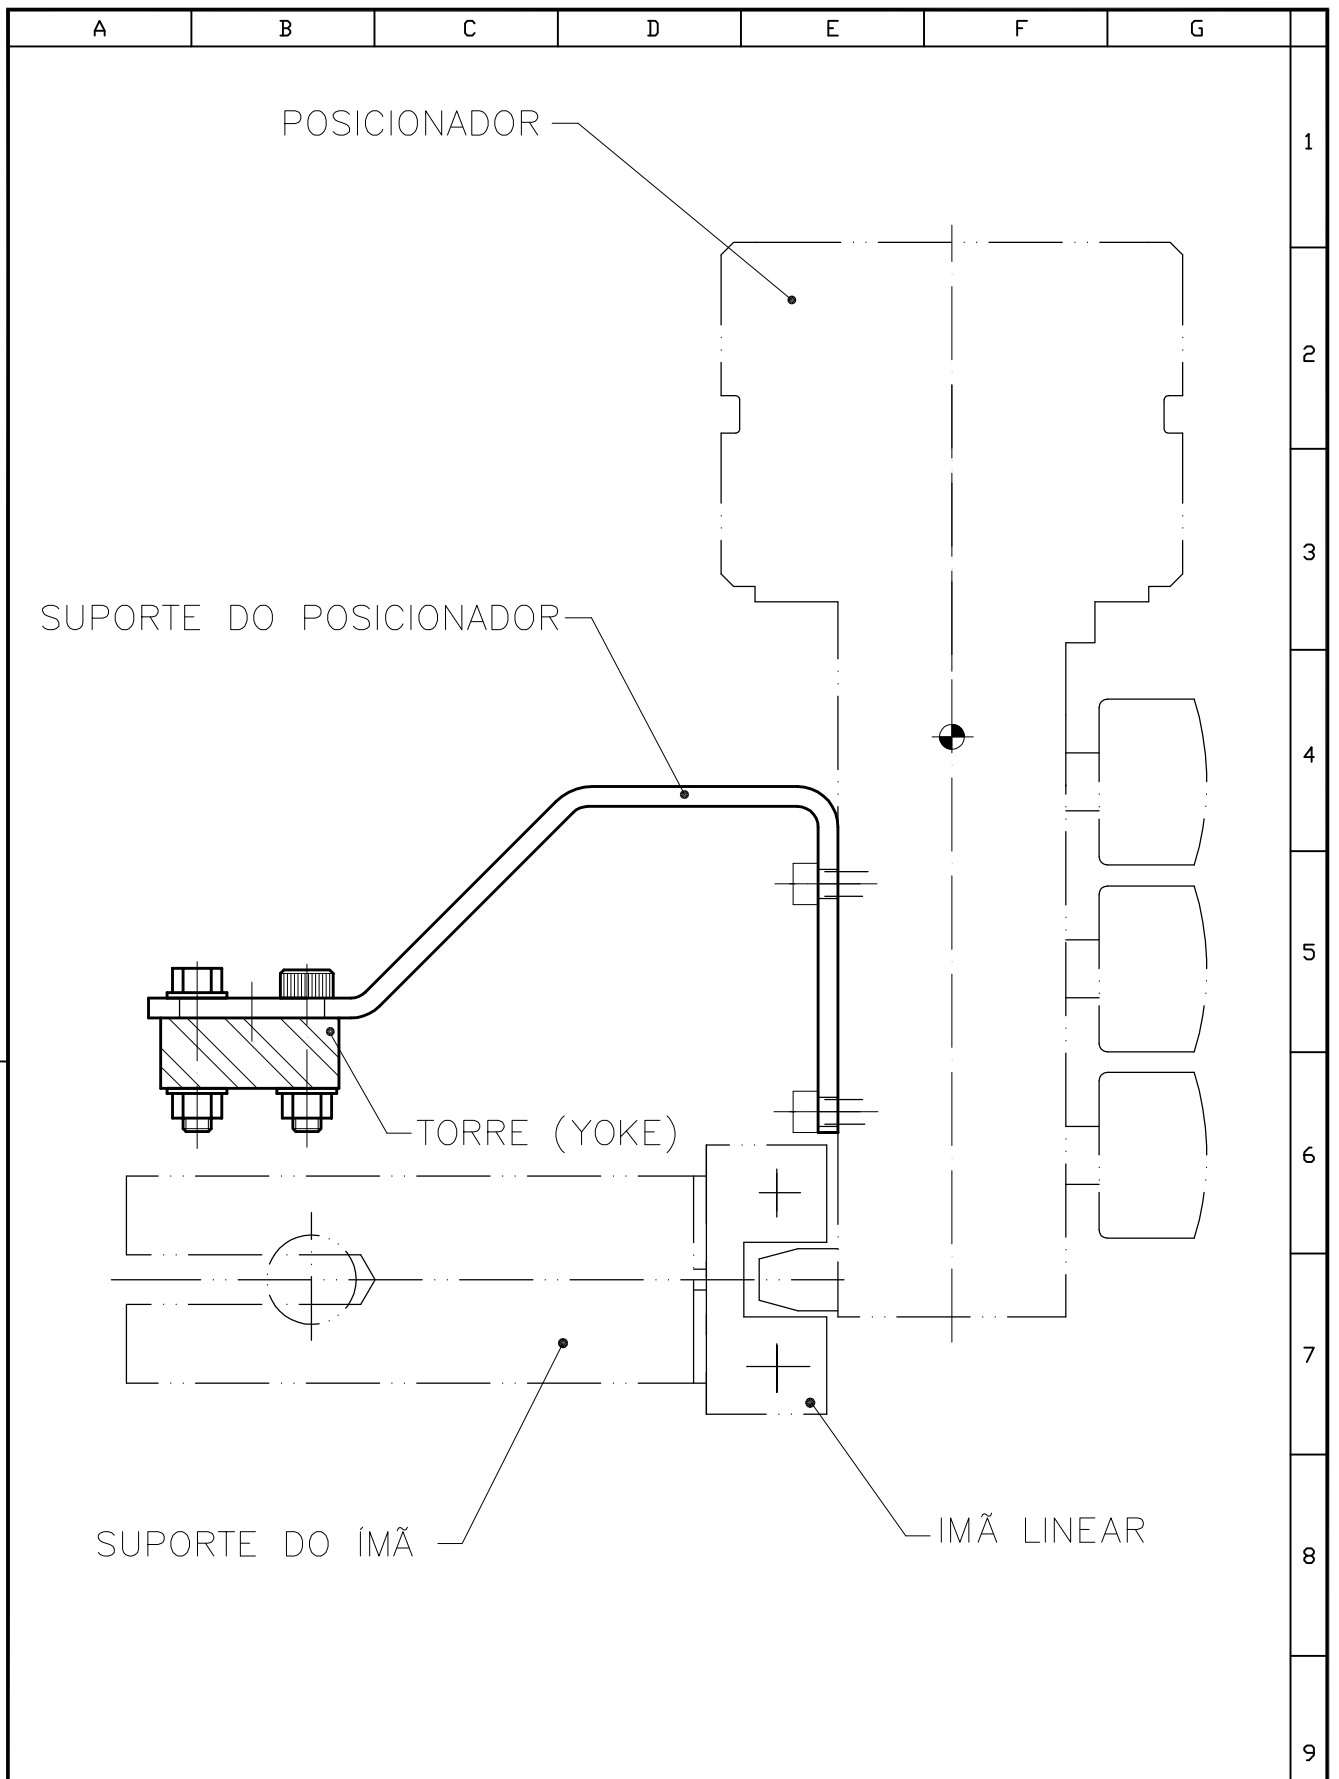 A B C D E F G
POSICIONADOR
1
2
3
SUPORTE DO POSICIONADOR
4
5
TORRE (YOKE)
6
7
IMÃ LINEAR
SUPORTE DO ÍMÃ
8
9